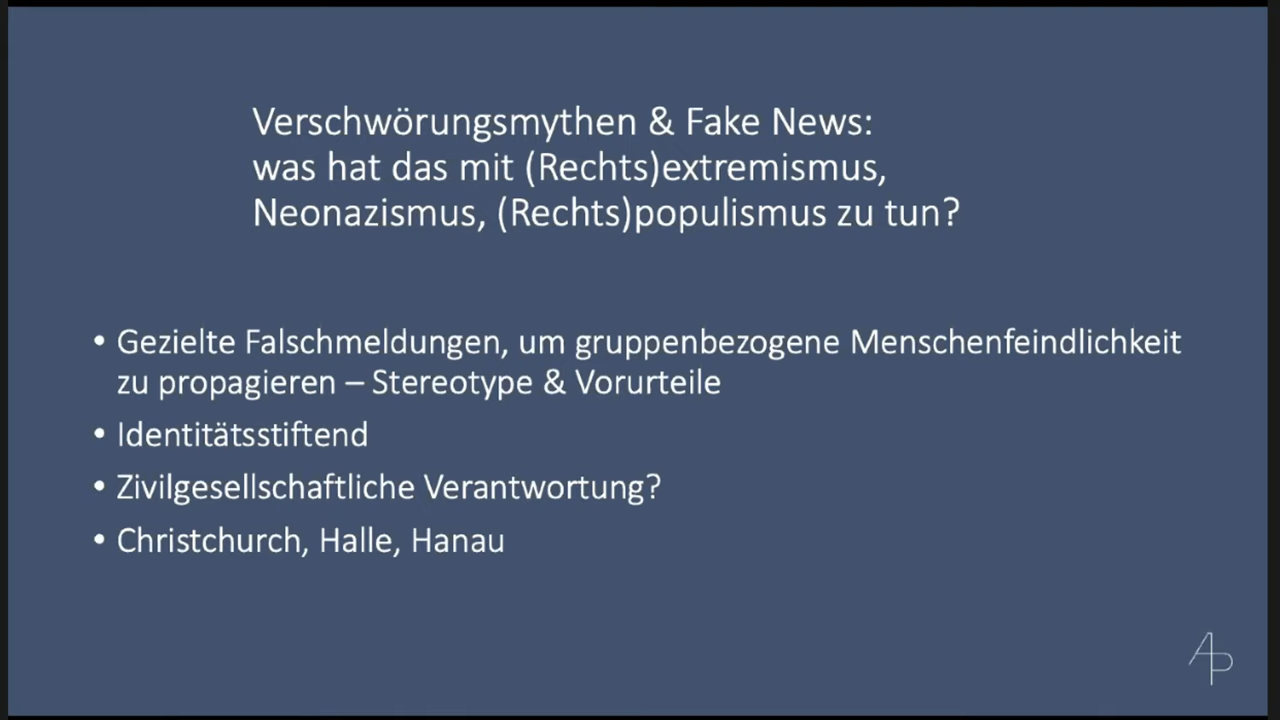 Verschwörungsmythen & Fake News:
was hat das mit (Rechts)extremismus,
Neonazismus, (Rechts)populismus zu tun?
• Gezielte Falschmeldungen, um gruppenbezogene Menschenfeindlichkeit
zu propagieren – Stereotype & Vorurteile
• Identitätsstiftend
• Zivilgesellschaftliche Verantwortung?
• Christchurch, Halle, Hanau
AP